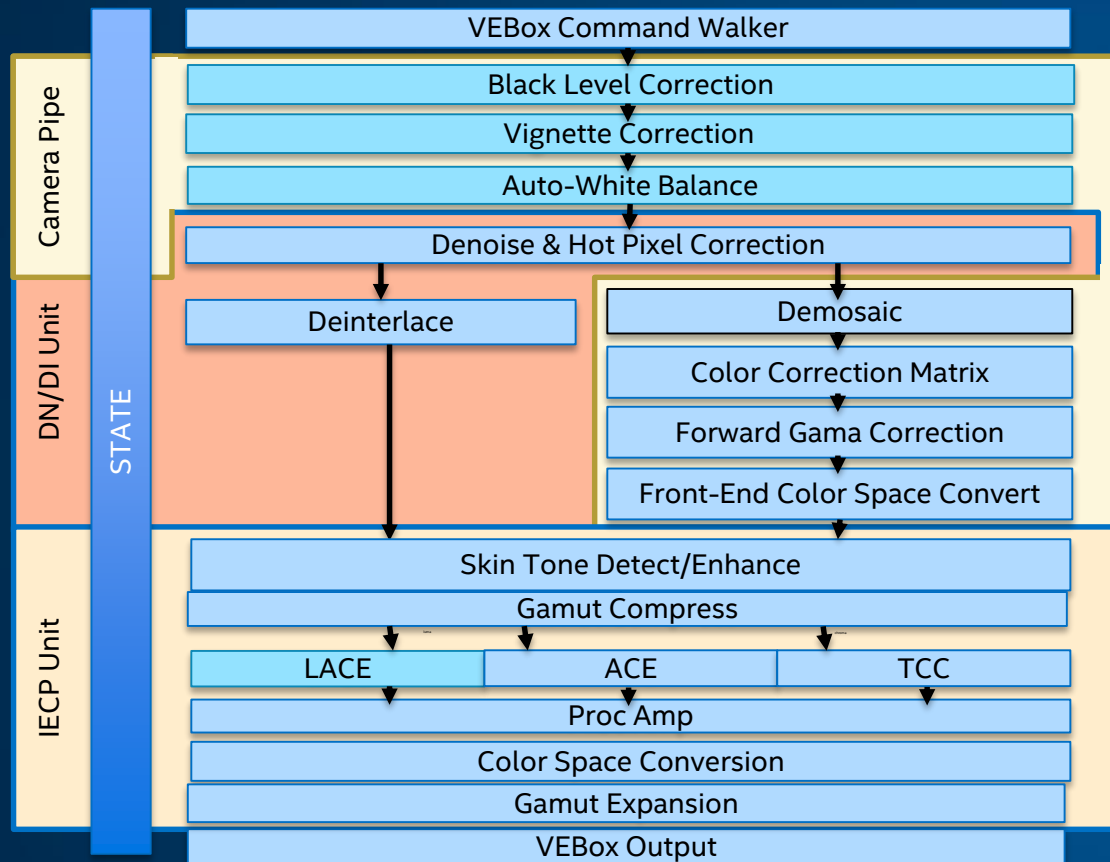 VEBox Command Walker
Camera Pipe
Black Level Correction
Vignette Correction
Auto-White Balance
Denoise & Hot Pixel Correction
DN/DI Unit
STATE
Deinterlace
Demosaic
Color Correction Matrix
Forward Gama Correction
Front-End Color Space Convert
IECP Unit
Skin Tone Detect/Enhance
Gamut Compress
LACE
ACE
TCC
Proc Amp
Color Space Conversion
Gamut Expansion
VEBox Output